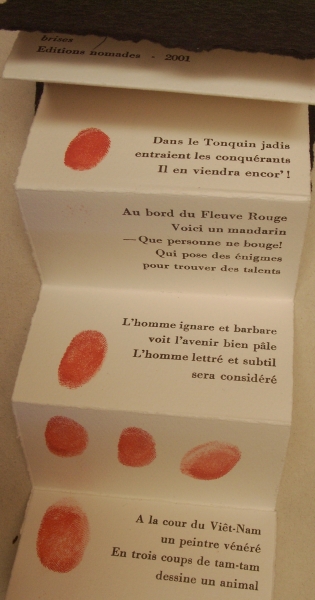 brises
Editions nomades - 2001
Dans le Tonquin jadis
entraient les conquérants
Il en viendra encor' !
Au bord du Fleuve Rouge
Voici un mandarin
— Que personne ne bouge!
Qui pose des énigmes
pour trouver des talents
L'homme ignare et barbare
voit l'avenir bien pâle
L'homme lettré et subtil
sera considéré
A la cour du Viêt-Nam
un peintre vénéré
En trois coups de tam-tam
dessine un animal